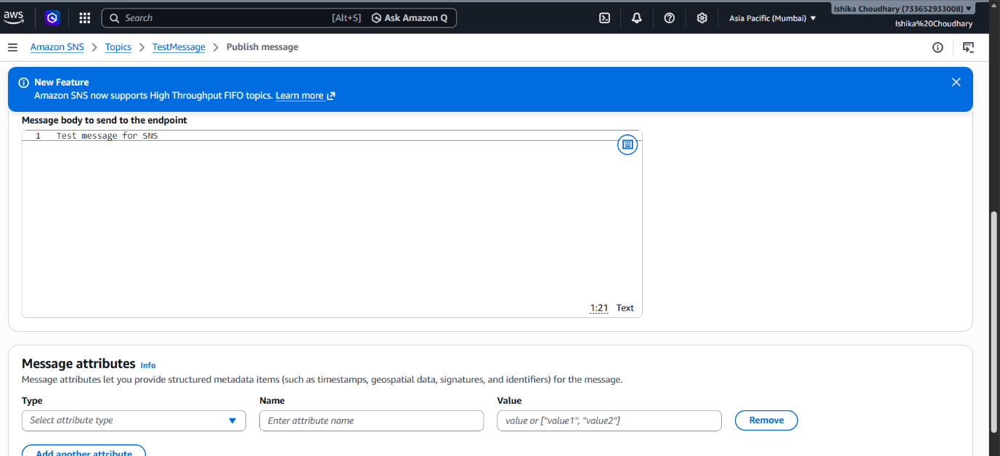 aws
Search [Alt+S] Ask Amazon Q
Asia Pacific (Mumbai) ▼
Ishika Choudhary (733652933008) ▼
Ishika%20Choudhary
Amazon SNS > Topics > TestMessage > Publish message
New Feature
Amazon SNS now supports High Throughput FIFO topics. Learn more
Message body to send to the endpoint
1 Test message for SNS
1:21 Text
Message attributes Info
Message attributes let you provide structured metadata items (such as timestamps, geospatial data, signatures, and identifiers) for the message.
Type Name Value
Select attribute type Enter attribute name value or ["value1", "value2"] Remove
Add another attribute